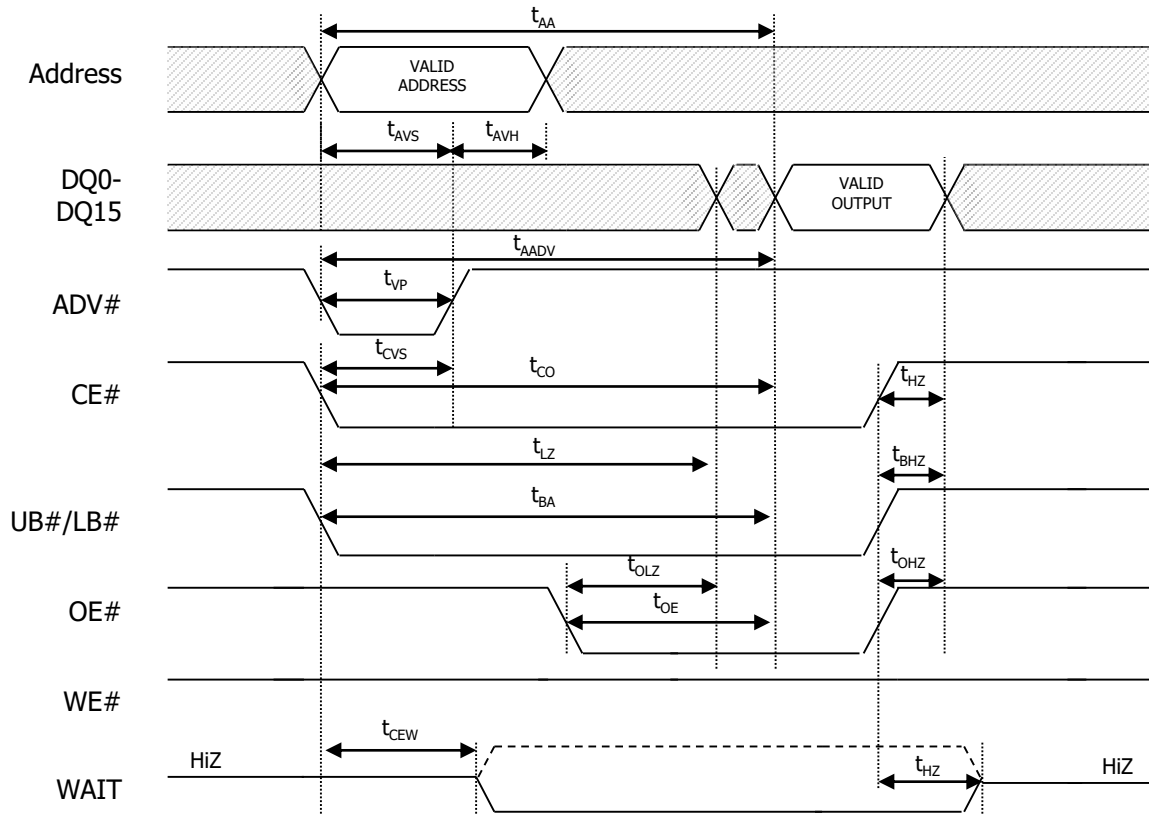 tAA
Address
VALID
ADDRESS
tAVS
tAVH
DQ0-
DQ15
VALID
OUTPUT
tAADV
ADV#
tVP
tCVS
CE#
tCO
tHZ
tLZ
tBHZ
UB#/LB#
tBA
tOLZ
tOHZ
OE#
tOE
WE#
tCEW
HiZ
WAIT
tHZ
HiZ